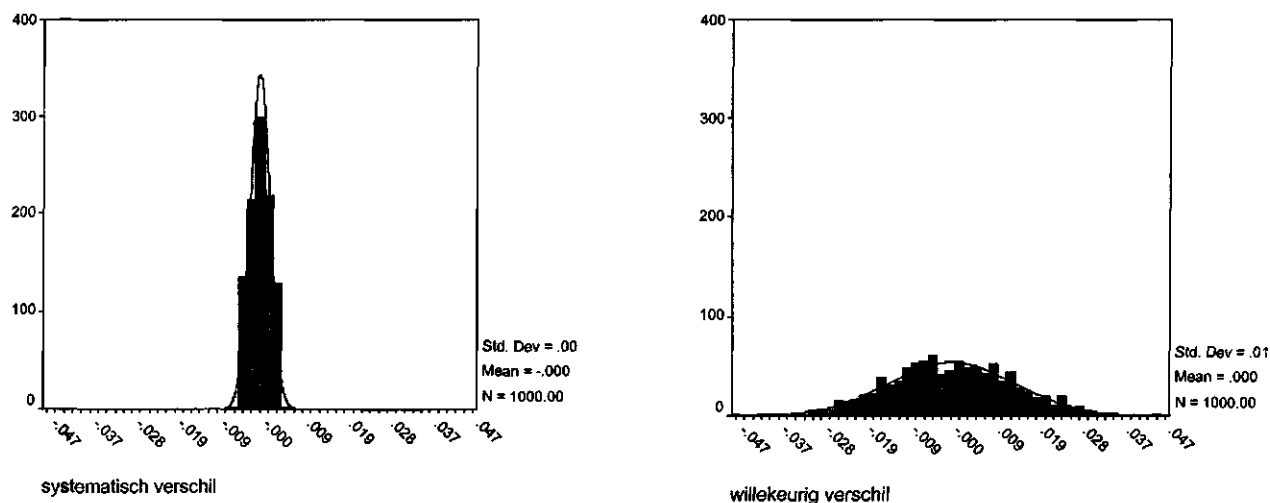 400
300
200
100
0
-.047 -.037 -.028 -.019 -.009 -.000 .009 .019 .028 .037 .047
Std. Dev = .00
Mean = -.000
N = 1000.00
systematisch verschil
400
300
200
100
0
-.047 -.037 -.028 -.019 -.009 -.000 .009 .019 .028 .037 .047
Std. Dev = .01
Mean = .000
N = 1000.00
willekeurig verschil